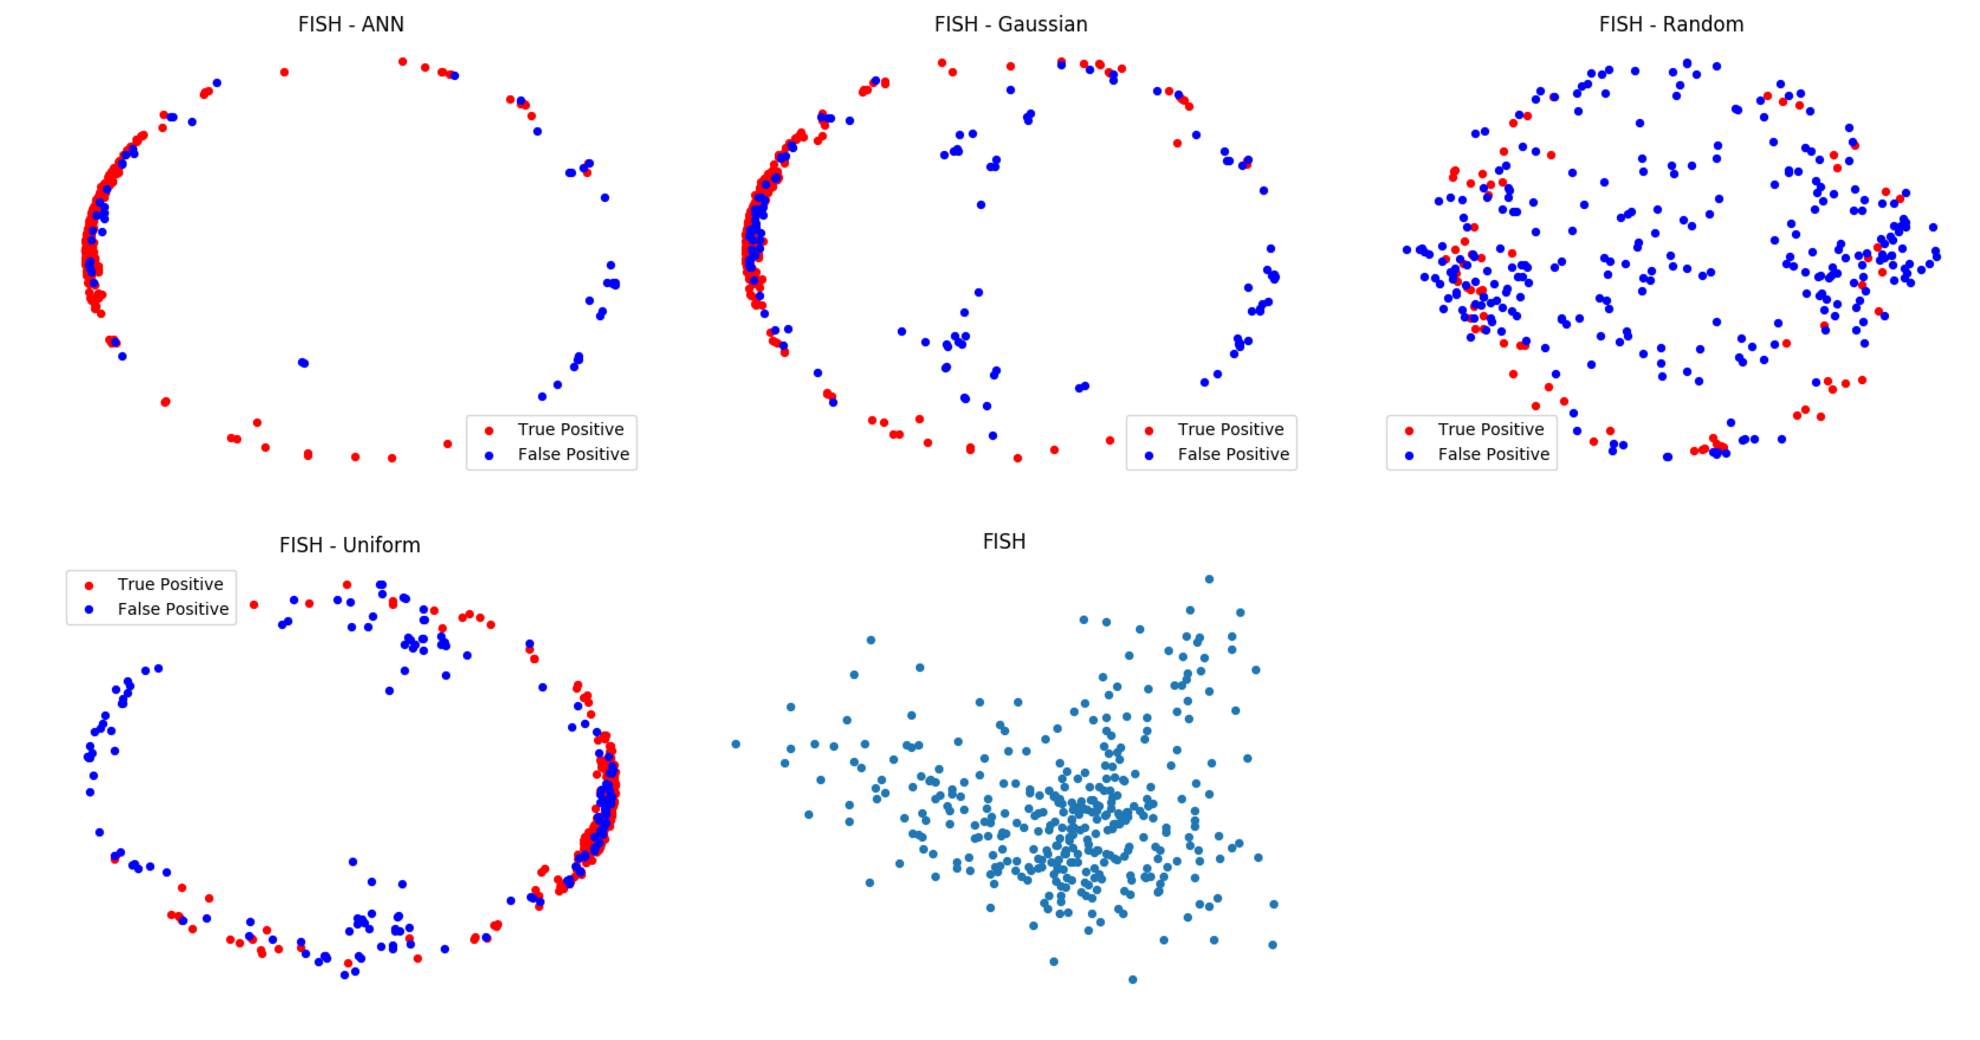 FISH - ANN
True Positive
False Positive
FISH - Gaussian
True Positive
False Positive
FISH - Random
True Positive
False Positive
FISH - Uniform
True Positive
False Positive
FISH